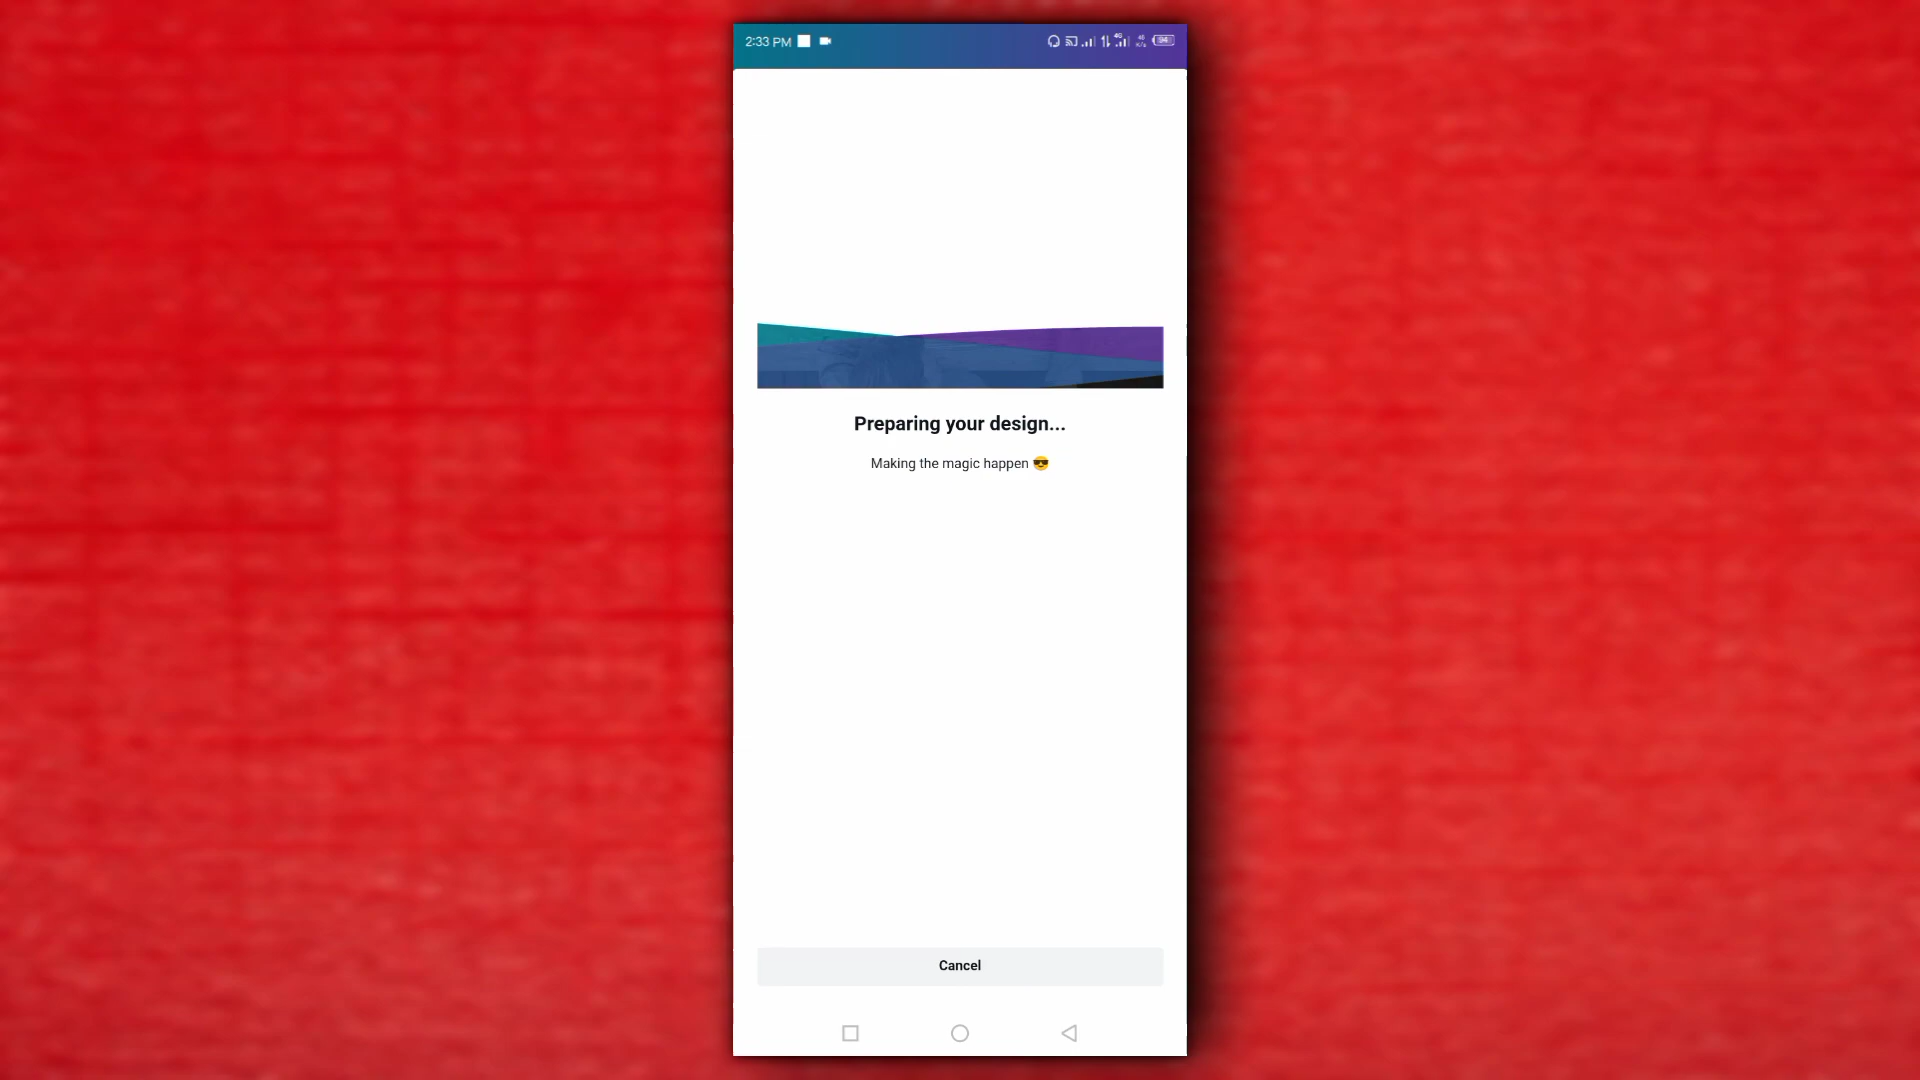 2:33 PM
Preparing your design...
Making the magic happen 😎
Cancel